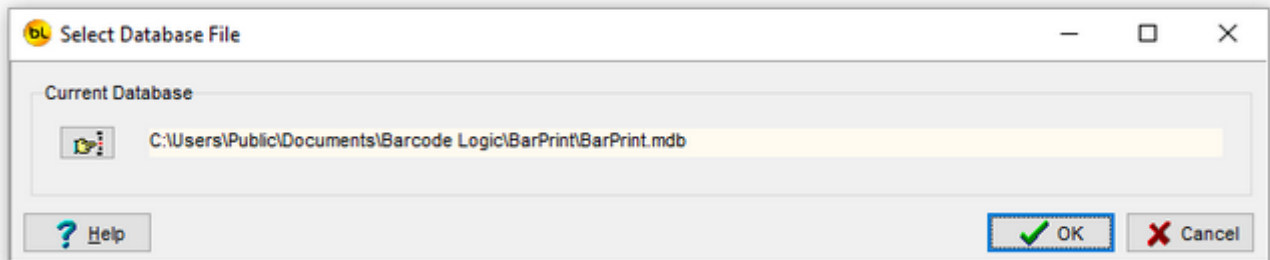 bL Select Database File
Current Database
C:\Users\Public\Documents\Barcode Logic\BarPrint\BarPrint.mdb
? Help
OK
Cancel